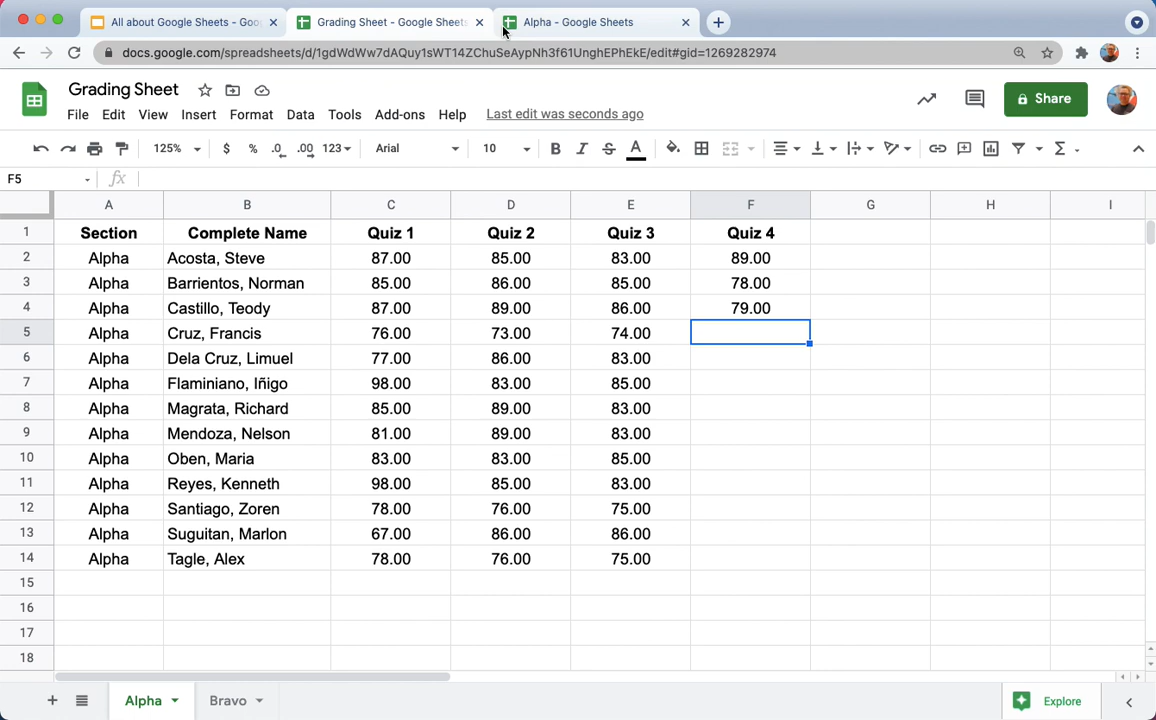 All about Google Sheets - Goo
Grading Sheet - Google Sheets
Alpha - Google Sheets
docs.google.com/spreadsheets/d/1gdWdWw7dAQuy1sWT14ZChuSeAypNh3f61UnghEPhEkE/edit#gid=1269282974
Grading Sheet
Share
File Edit View Insert Format Data Tools Add-ons Help Last edit was seconds ago
125% $ % .0 .00 123 Arial 10 B I S A Σ
F5 fx
A B C D E F G H I
1 Section Complete Name Quiz 1 Quiz 2 Quiz 3 Quiz 4
2 Alpha Acosta, Steve 87.00 85.00 83.00 89.00
3 Alpha Barrientos, Norman 85.00 86.00 85.00 78.00
4 Alpha Castillo, Teody 87.00 89.00 86.00 79.00
5 Alpha Cruz, Francis 76.00 73.00 74.00
6 Alpha Dela Cruz, Limuel 77.00 86.00 83.00
7 Alpha Flaminiano, Iñigo 98.00 83.00 85.00
8 Alpha Magrata, Richard 85.00 89.00 83.00
9 Alpha Mendoza, Nelson 81.00 89.00 83.00
10 Alpha Oben, Maria 83.00 83.00 85.00
11 Alpha Reyes, Kenneth 98.00 85.00 83.00
12 Alpha Santiago, Zoren 78.00 76.00 75.00
13 Alpha Suguitan, Marlon 67.00 86.00 86.00
14 Alpha Tagle, Alex 78.00 76.00 75.00
15
16
17
18
Alpha Bravo Explore